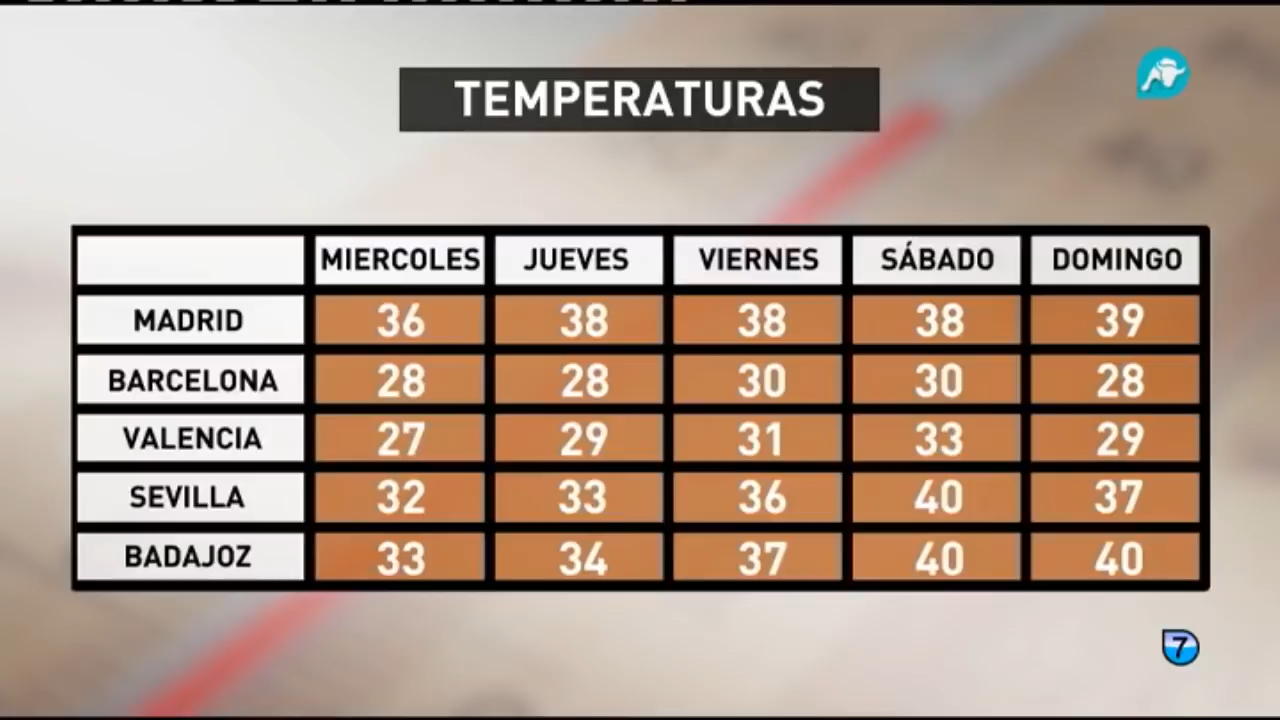 TEMPERATURAS
MIERCOLES JUEVES VIERNES SÁBADO DOMINGO
MADRID 36 38 38 38 39
BARCELONA 28 28 30 30 28
VALENCIA 27 29 31 33 29
SEVILLA 32 33 36 40 37
BADAJOZ 33 34 37 40 40
7